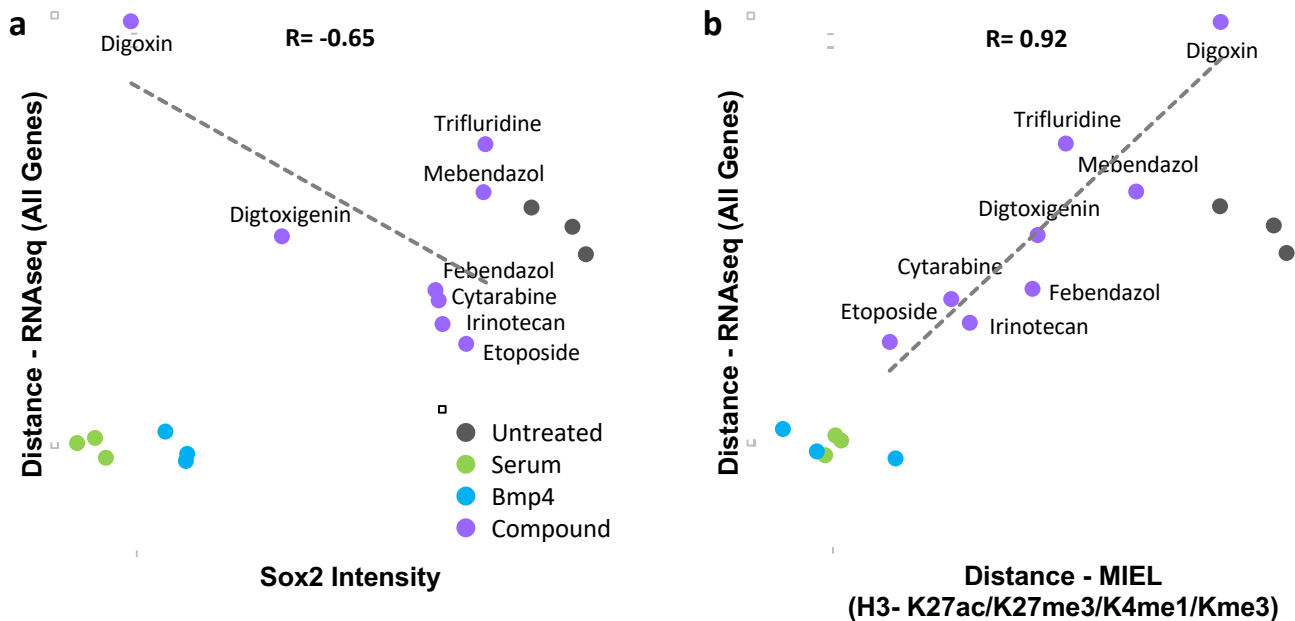 a
R= -0.65
Digoxin
Trifluridine
Mebendazol
Digtoxigenin
Febendazol
Cytarabine
Irinotecan
Etoposide
Distance - RNAseq (All Genes)
Untreated
Serum
Bmp4
Compound
Sox2 Intensity
b
R= 0.92
Digoxin
Trifluridine
Mebendazol
Digtoxigenin
Cytarabine
Febendazol
Etoposide
Irinotecan
Distance - RNAseq (All Genes)
Distance - MIEL
(H3- K27ac/K27me3/K4me1/Kme3)